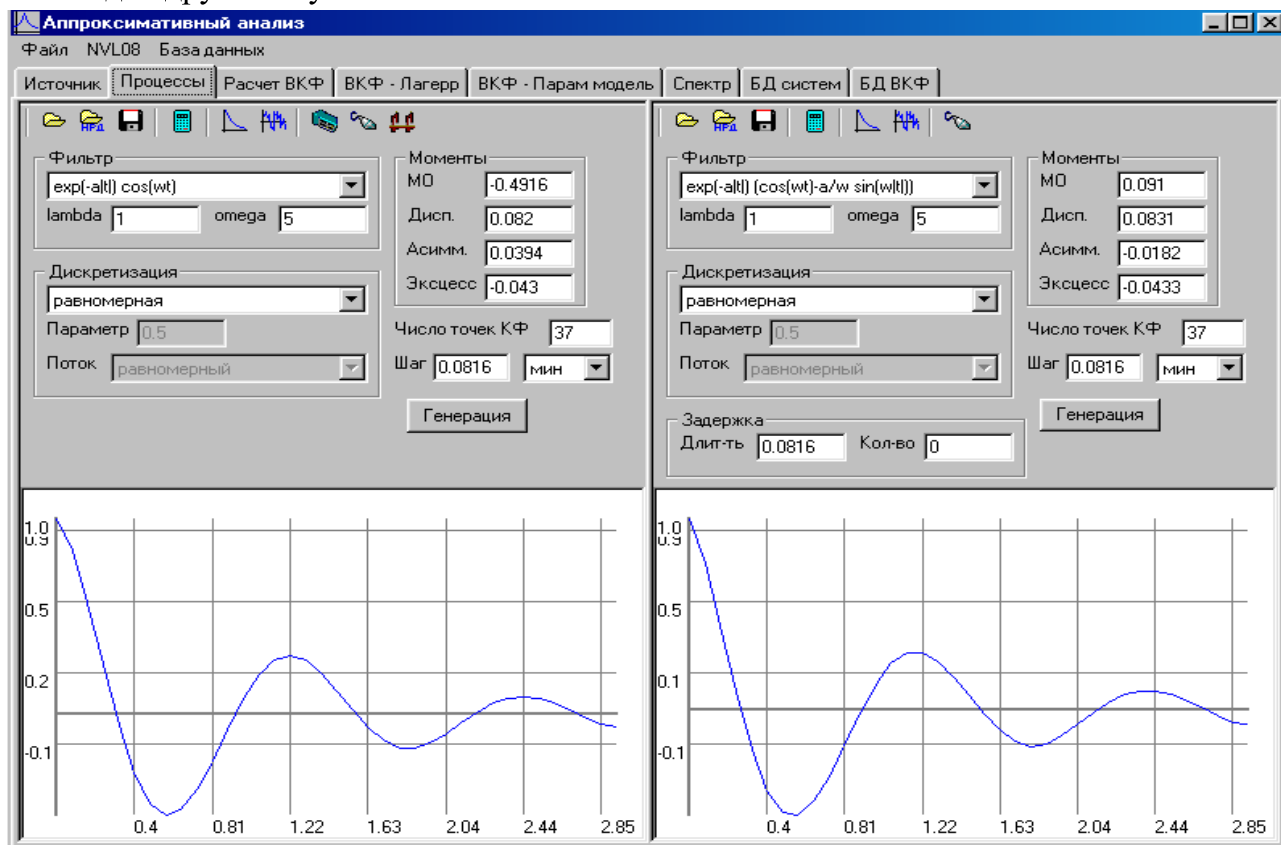 Аппроксимативный анализ
Файл NVL08 База данных
Источник Процессы Расчет ВКФ ВКФ - Лагерр ВКФ - Парам модель Спектр БД систем БД ВКФ
НРД
Фильтр
exp(-a|t|) cos(wt)
lambda 1 omega 5
Моменты
МО -0.4916
Дисп. 0.082
Асимм. 0.0394
Эксцесс -0.043
Дискретизация
равномерная
Параметр 0.5
Поток равномерный
Число точек КФ 37
Шаг 0.0816 мин
Генерация
1.0
0.9
0.5
0.2
-0.1
0.4 0.81 1.22 1.63 2.04 2.44 2.85
НРД
Фильтр
exp(-a|t|) (cos(wt)-a/w sin(w|t|))
lambda 1 omega 5
Моменты
МО 0.091
Дисп. 0.0831
Асимм. -0.0182
Эксцесс -0.0433
Дискретизация
равномерная
Параметр 0.5
Поток равномерный
Число точек КФ 37
Шаг 0.0816 мин
Генерация
Задержка
Длит-ть 0.0816 Кол-во 0
1.0
0.9
0.5
0.1
-0.1
0.4 0.81 1.22 1.63 2.04 2.44 2.85